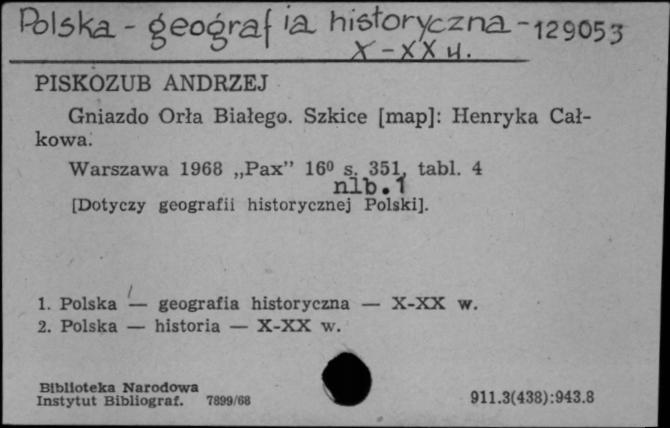 Polska - geografia historyczna - 129053
X-XX w.
PISKOZUB ANDRZEJ
Gniazdo Orła Białego. Szkice [map]: Henryka Cał-
kowa.
Warszawa 1968 „Pax” 16⁰ s. 351, tabl. 4
nlb. 1
[Dotyczy geografii historycznej Polski].
1. Polska — geografia historyczna — X-XX w.
2. Polska — historia — X-XX w.
Biblioteka Narodowa
Instytut Bibliograf. 7899/68
911.3(438):943.8